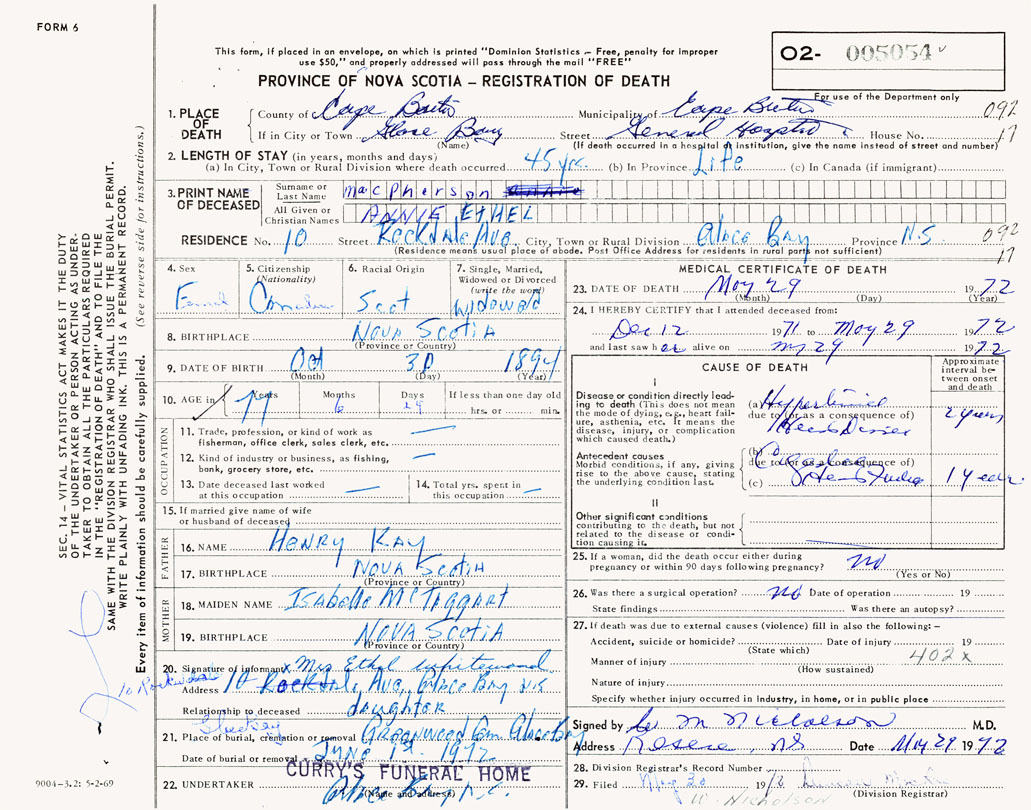 FORM 6
This form, if placed in an envelope, on which is printed "Dominion Statistics — Free, penalty for improper
use $50," and properly addressed will pass through the mail "FREE"
PROVINCE OF NOVA SCOTIA – REGISTRATION OF DEATH
02- 005054
For use of the Department only
1. PLACE OF DEATH
County of Cape Breton Municipality of Cape Breton 092
If in City or Town Glace Bay Street General Hospital House No. 17
(Name) (If death occurred in a hospital or institution, give the name instead of street and number)
2. LENGTH OF STAY (in years, months and days)
(a) In City, Town or Rural Division where death occurred 45 yrs. (b) In Province Life (c) In Canada (if immigrant)
3. PRINT NAME OF DECEASED
Surname or Last Name MacPherson
All Given or Christian Names ANNIE ETHEL
RESIDENCE No. 10 Street Rockdale Ave, City, Town or Rural Division Glace Bay Province N.S. 092
(Residence means usual place of abode. Post Office Address for residents in rural parts not sufficient) 17
4. Sex
5. Citizenship (Nationality)
6. Racial Origin Scot
7. Single, Married, Widowed or Divorced (write the word) Widowed
8. BIRTHPLACE NOVA SCOTIA
(Province or Country)
9. DATE OF BIRTH Oct 30 1894
(Month) (Day) (Year)
10. AGE in Years 77 Months 6 Days 29 If less than one day old
hrs. or min.
OCCUPATION
11. Trade, profession, or kind of work as
fisherman, office clerk, sales clerk, etc.
12. Kind of industry or business, as fishing,
bank, grocery store, etc.
13. Date deceased last worked
at this occupation
14. Total yrs. spent in
this occupation
15. If married give name of wife
or husband of deceased
FATHER
16. NAME HENRY KAY
17. BIRTHPLACE NOVA SCOTIA
(Province or Country)
MOTHER
18. MAIDEN NAME Isabelle McTAGGART
19. BIRTHPLACE NOVA SCOTIA
(Province or Country)
20. Signature of informant x Mrs Ethel Whitewood
Address 10 Rockdale Ave, Glace Bay N.S
Relationship to deceased daughter
21. Place of burial, cremation or removal Greenwood Cem Glace Bay
Date of burial or removal JUNE 1st 1972
CURRY'S FUNERAL HOME
22. UNDERTAKER Glace Bay N.S.
(Name and address)
MEDICAL CERTIFICATE OF DEATH
23. DATE OF DEATH May 29 1972
(Month) (Day) (Year)
24. I HEREBY CERTIFY that I attended deceased from:
Dec 12 1971 to May 29 1972
and last saw her alive on May 29 1972
CAUSE OF DEATH
Approximate interval between onset and death
I
Disease or condition directly leading
to death (This does not mean
the mode of dying, e.g., heart failure,
asthenia, etc. It means the
disease, injury, or complication
which caused death.)
(a) Hypertensive
due to (or as a consequence of)
Heart Disease
2 years
Antecedent causes
Morbid conditions, if any, giving
rise to the above cause, stating
the underlying condition last
(b)
due to (or as a consequence of)
(c)
1 year
II
Other significant conditions
contributing to the death, but not
related to the disease or condition
causing it.
25. If a woman, did the death occur either during
pregnancy or within 90 days following pregnancy? No
(Yes or No)
26. Was there a surgical operation? No Date of operation 19
State findings Was there an autopsy?
27. If death was due to external causes (violence) fill in also the following:—
Accident, suicide or homicide? Date of injury 19
(State which) 402 x
Manner of injury
(How sustained)
Nature of injury
Specify whether injury occurred in industry, in home, or in public place
Signed by M Nicholson M.D.
Address Reserve, NS Date May 29 1972
28. Division Registrar's Record Number
29. Filed May 30
(Division Registrar)
Nicholson
SEC. 14 – VITAL STATISTICS ACT MAKES IT THE DUTY
OF THE UNDERTAKER OR PERSON ACTING AS UNDERTAKER
TO OBTAIN ALL THE PARTICULARS REQUIRED
IN THE "REGISTRATION OF DEATH" AND TO FILE THE
SAME WITH THE DIVISION REGISTRAR WHO SHALL ISSUE THE BURIAL PERMIT.
WRITE PLAINLY WITH UNFADING INK. THIS IS A PERMANENT RECORD.
Every item of information should be carefully supplied. (See reverse side for instructions.)
9004-3.2: 5-2-69